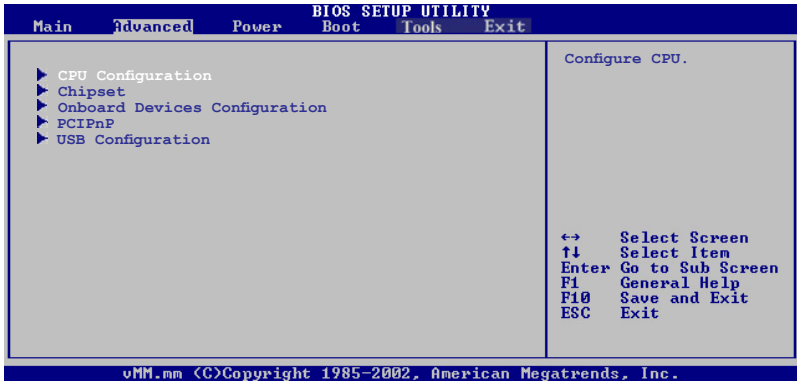 BIOS SETUP UTILITY
Main Advanced Power Boot Tools Exit
CPU Configuration
Chipset
Onboard Devices Configuration
PCIPnP
USB Configuration
Configure CPU.
←→ Select Screen
↑↓ Select Item
Enter Go to Sub Screen
F1 General Help
F10 Save and Exit
ESC Exit
vMM.mm (C)Copyright 1985-2002, American Megatrends, Inc.